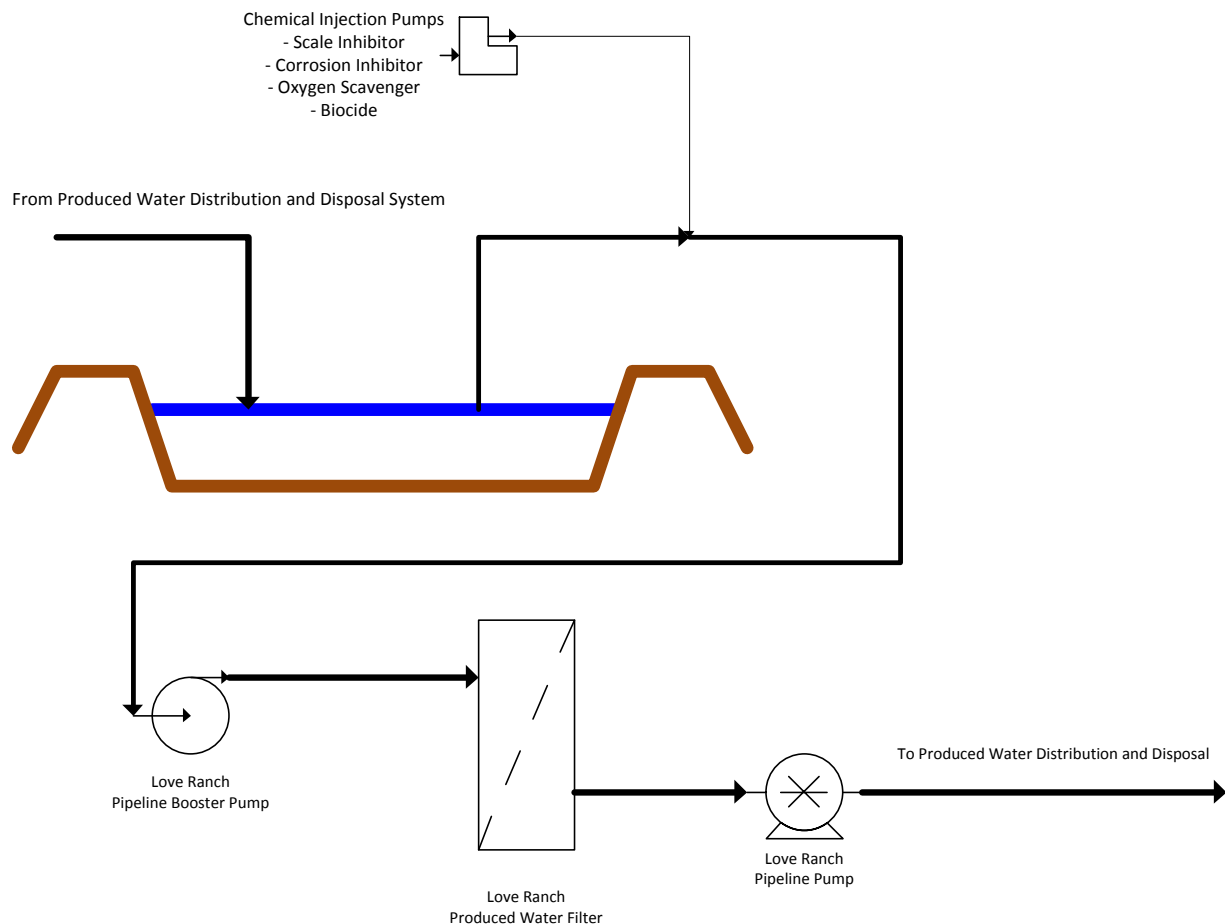 Chemical Injection Pumps
- Scale Inhibitor
- Corrosion Inhibitor
- Oxygen Scavenger
- Biocide
From Produced Water Distribution and Disposal System
Love Ranch
Pipeline Booster Pump
To Produced Water Distribution and Disposal
Love Ranch
Pipeline Pump
Love Ranch
Produced Water Filter